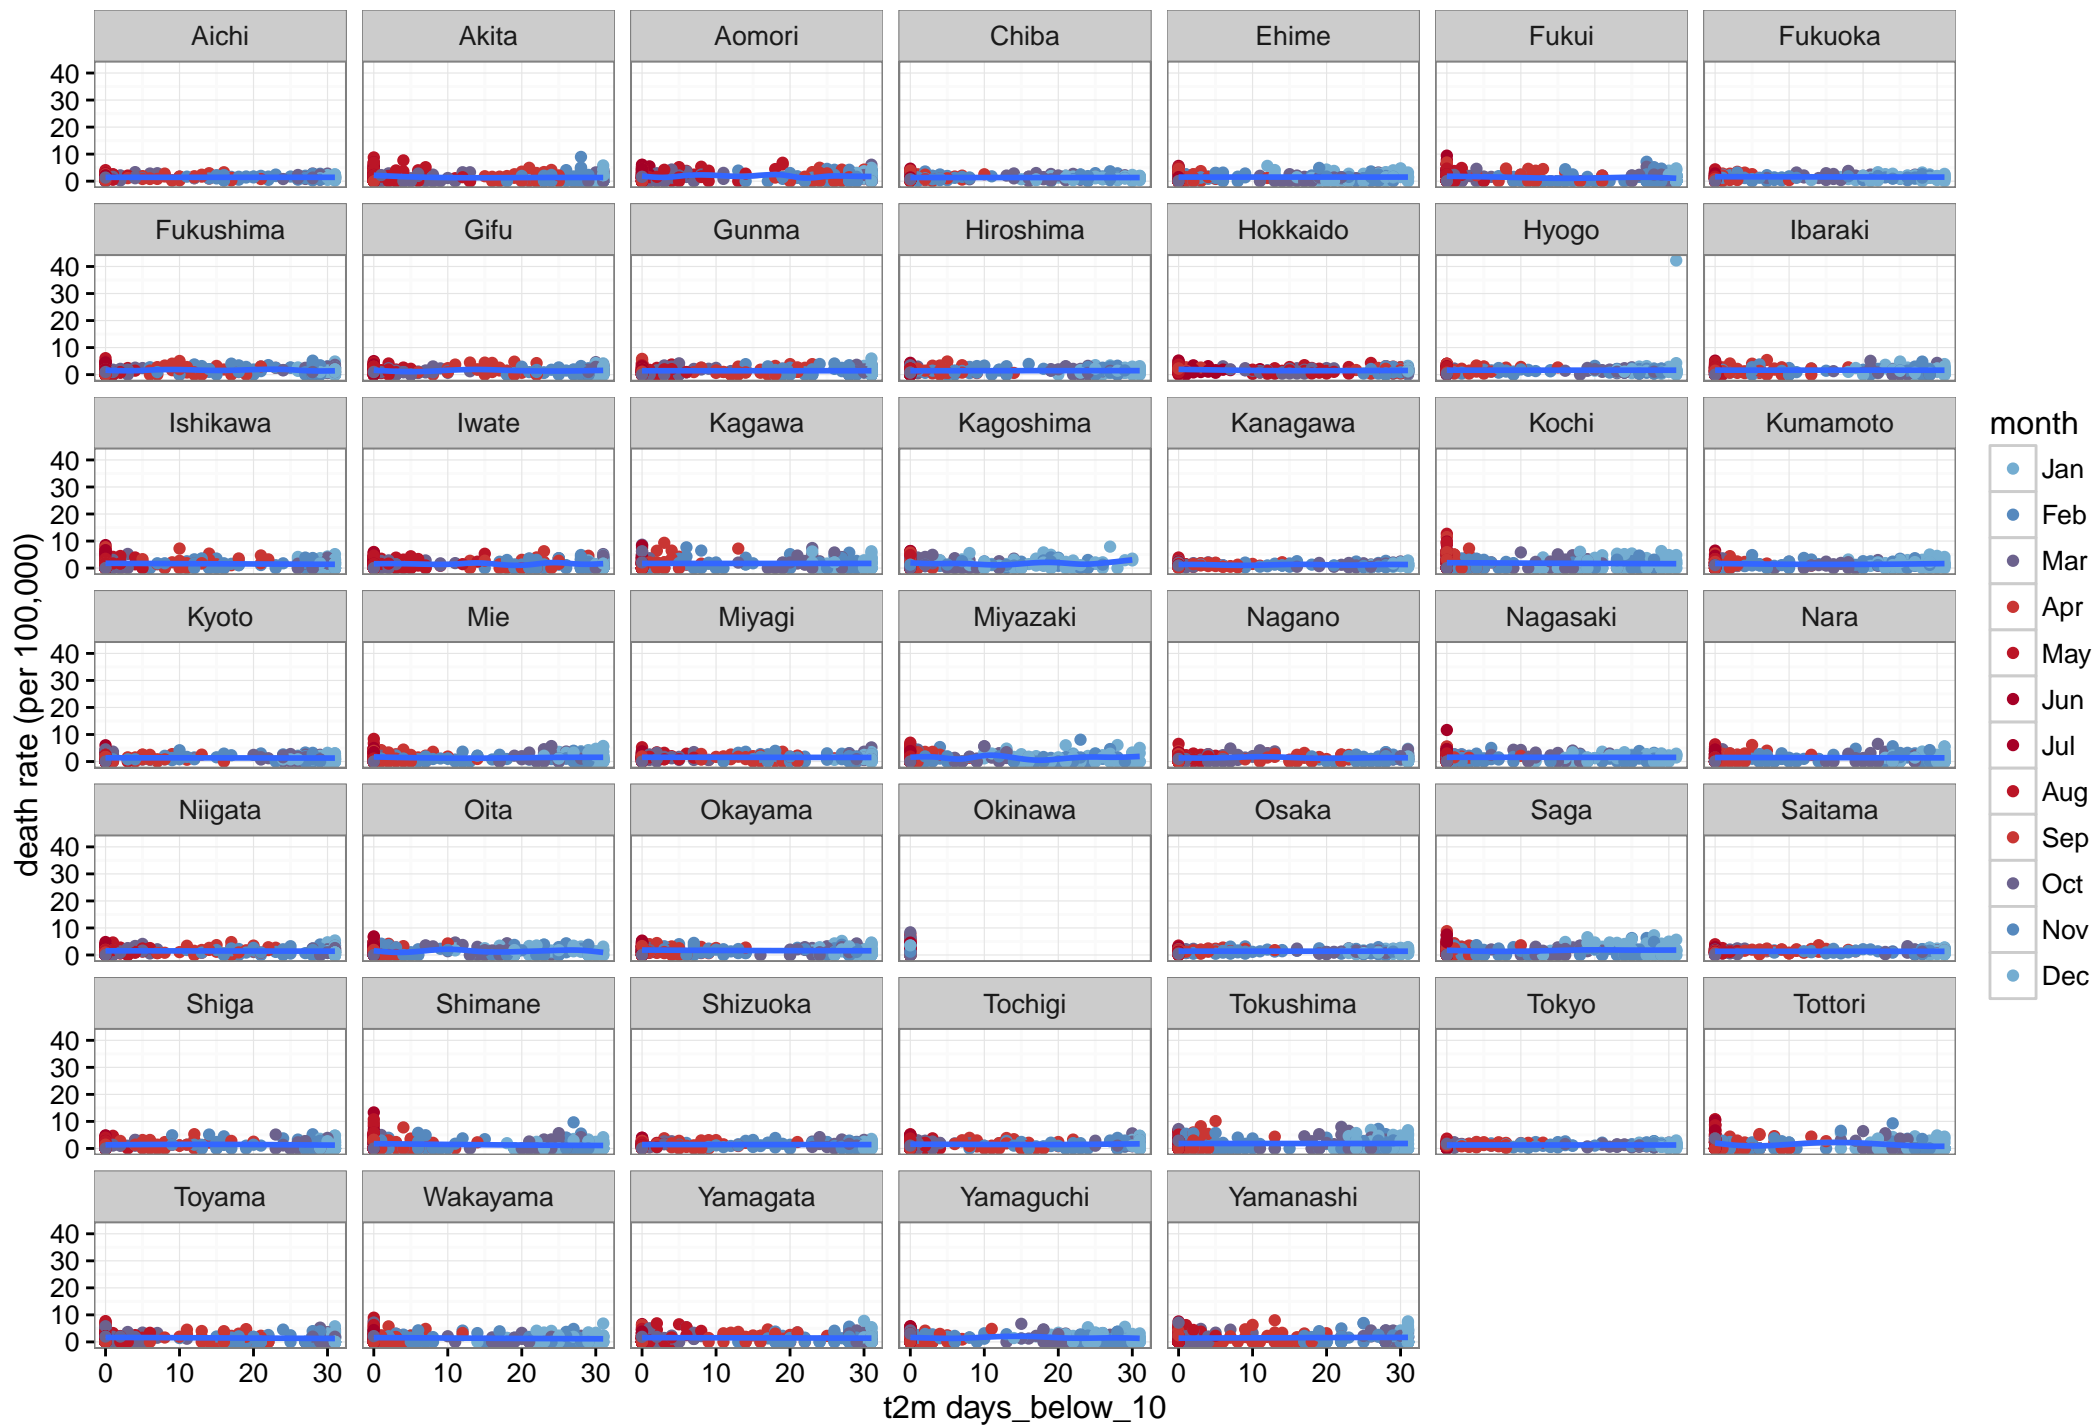 Aichi Akita Aomori Chiba Ehime Fukui Fukuoka
40
30
20
10
0
Fukushima Gifu Gunma Hiroshima Hokkaido Hyogo Ibaraki
40
30
20
10
0
Ishikawa Iwate Kagawa Kagoshima Kanagawa Kochi Kumamoto
40
30
20
10
0
Kyoto Mie Miyagi Miyazaki Nagano Nagasaki Nara
40
30
20
10
0
Niigata Oita Okayama Okinawa Osaka Saga Saitama
40
30
20
10
0
Shiga Shimane Shizuoka Tochigi Tokushima Tokyo Tottori
40
30
20
10
0
Toyama Wakayama Yamagata Yamaguchi Yamanashi
40
30
20
10
0
0 10 20 30 0 10 20 30 0 10 20 30 0 10 20 30 0 10 20 30
t2m days_below_10
death rate (per 100,000)
month
Jan
Feb
Mar
Apr
May
Jun
Jul
Aug
Sep
Oct
Nov
Dec